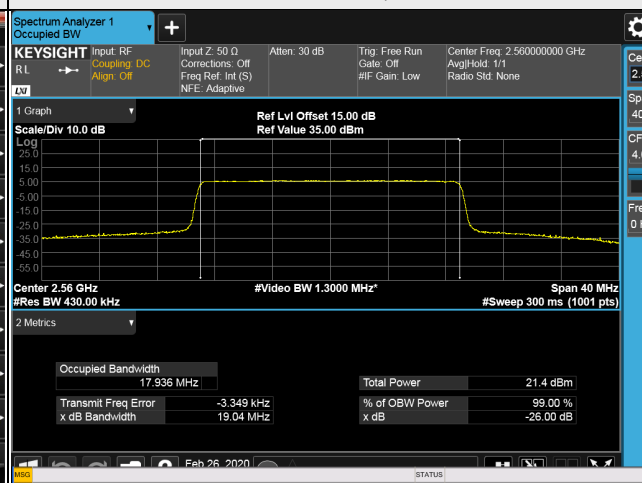 Spectrum Analyzer 1
Occupied BW
KEYSIGHT
R L
LXI
Input: RF
Coupling: DC
Align: Off
Input Z: 50 Ω
Corrections: Off
Freq Ref: Int (S)
NFE: Adaptive
Atten: 30 dB
Trig: Free Run
Gate: Off
#IF Gain: Low
Center Freq: 2.560000000 GHz
Avg|Hold: 1/1
Radio Std: None
1 Graph
Scale/Div 10.0 dB
Ref Lvl Offset 15.00 dB
Ref Value 35.00 dBm
Log
25.0
15.0
5.00
-5.00
-15.0
-25.0
-35.0
-45.0
-55.0
Center 2.56 GHz
#Video BW 1.3000 MHz*
Span 40 MHz
#Res BW 430.00 kHz
#Sweep 300 ms (1001 pts)
2 Metrics
Occupied Bandwidth
17.936 MHz
Total Power 21.4 dBm
Transmit Freq Error -3.349 kHz
% of OBW Power 99.00 %
x dB Bandwidth 19.04 MHz
x dB -26.00 dB
Feb 26, 2020
MSG
STATUS